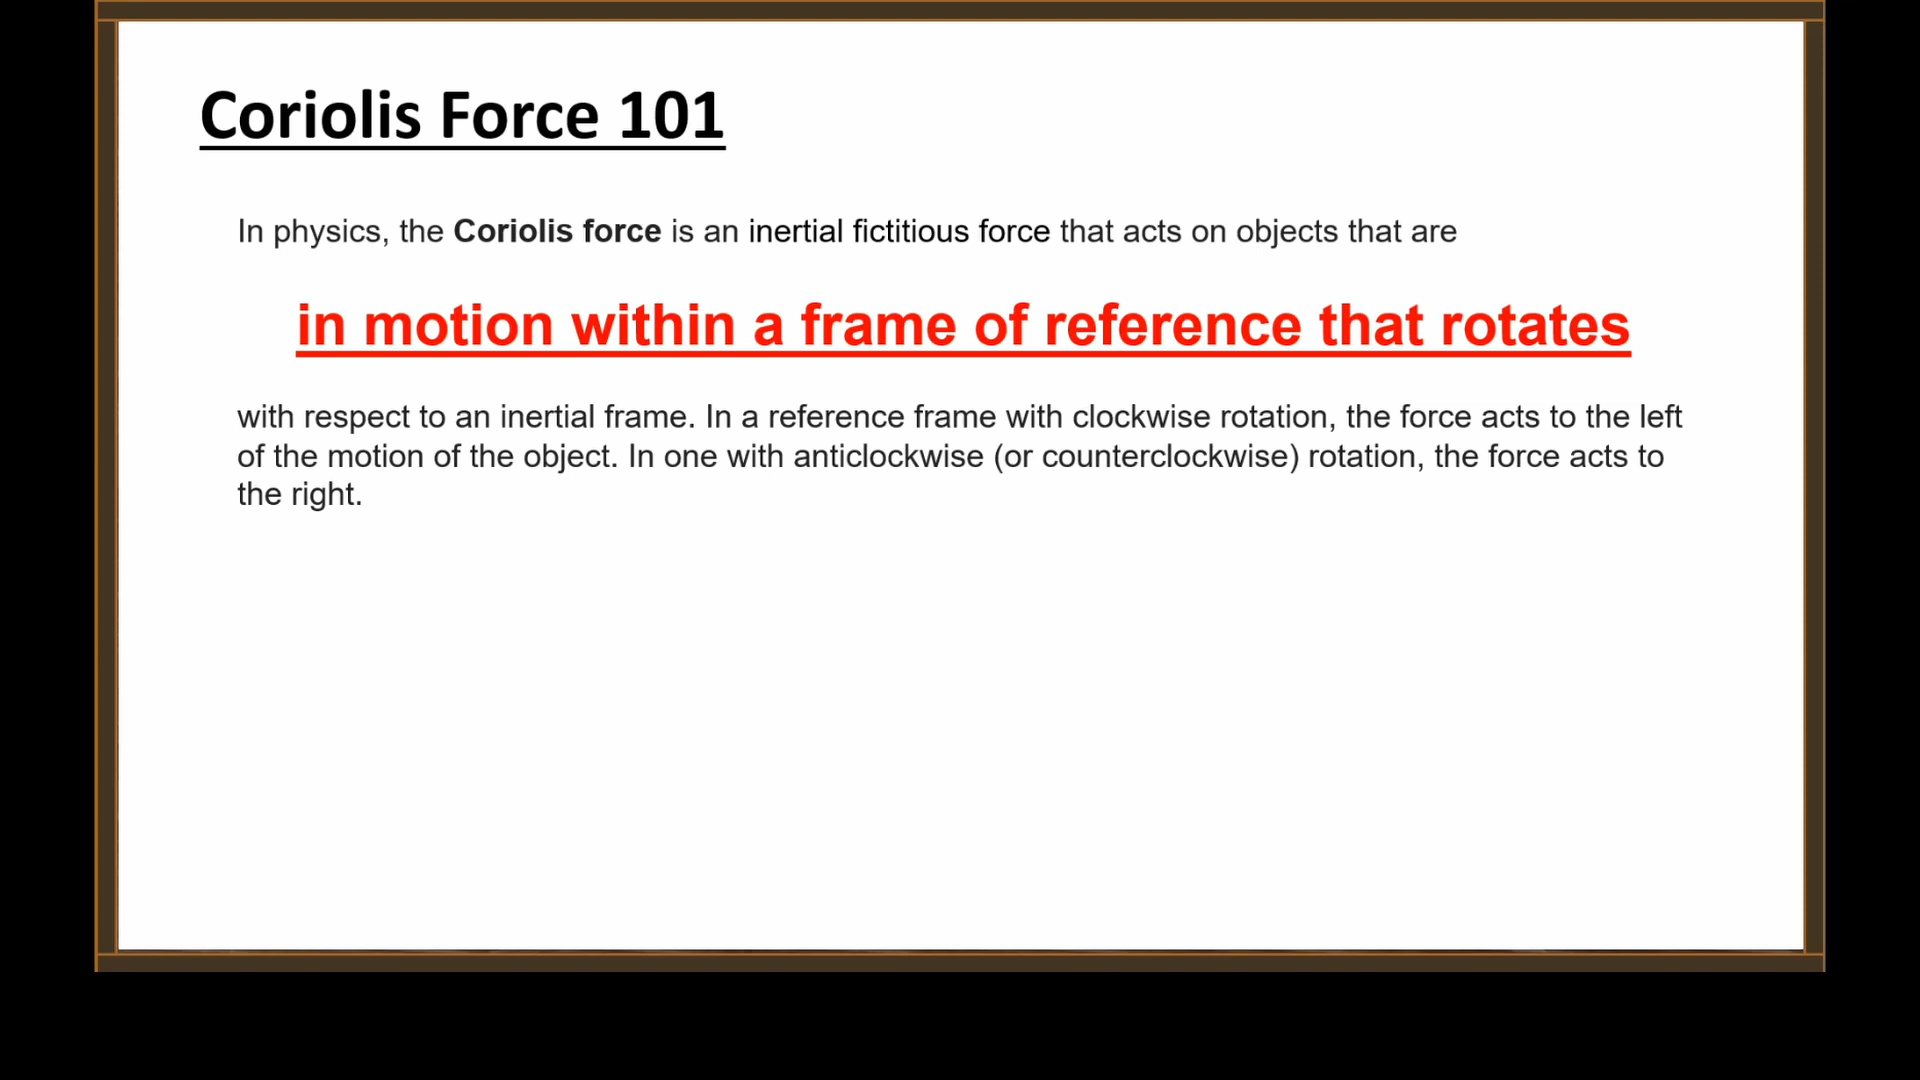 Coriolis Force 101
In physics, the Coriolis force is an inertial fictitious force that acts on objects that are
in motion within a frame of reference that rotates
with respect to an inertial frame. In a reference frame with clockwise rotation, the force acts to the left
of the motion of the object. In one with anticlockwise (or counterclockwise) rotation, the force acts to
the right.